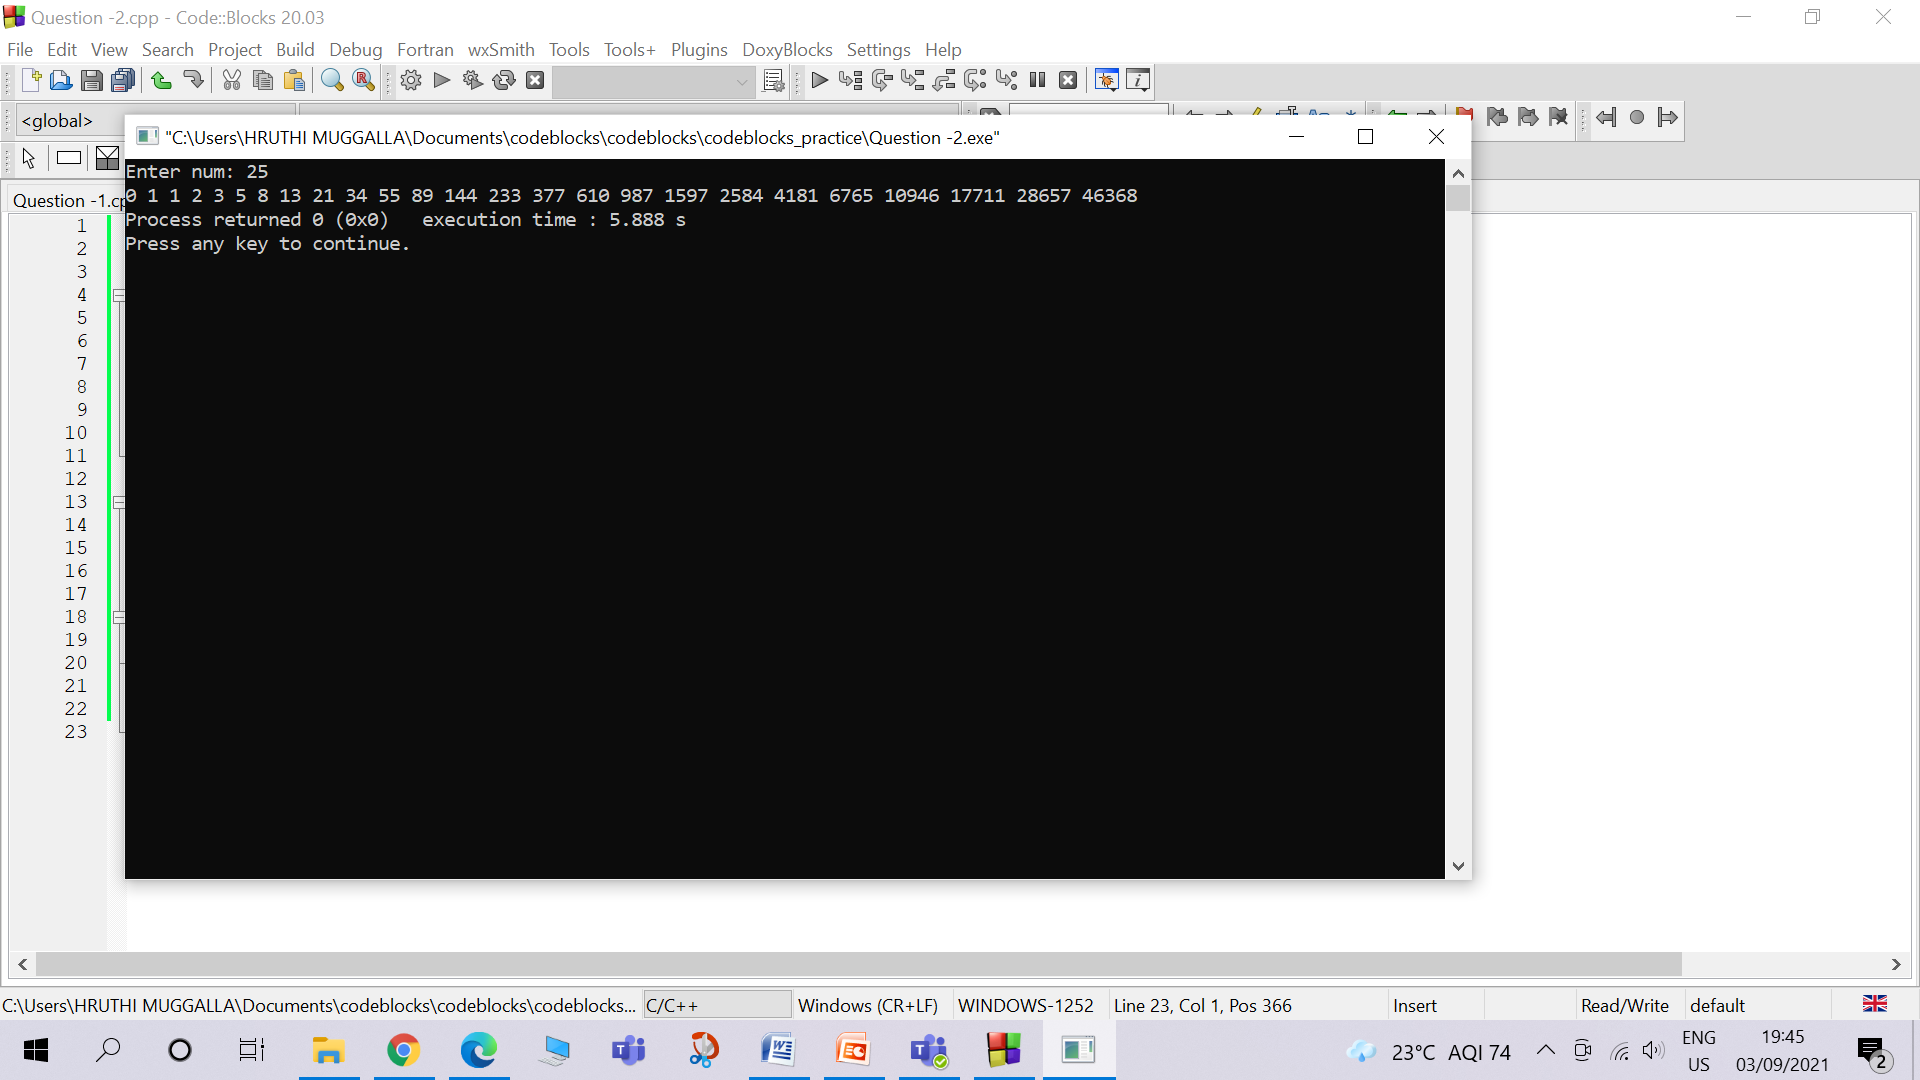 Question -2.cpp - Code::Blocks 20.03
File Edit View Search Project Build Debug Fortran wxSmith Tools Tools+ Plugins DoxyBlocks Settings Help
<global>
"C:\Users\HRUTHI MUGGALLA\Documents\codeblocks\codeblocks\codeblocks_practice\Question -2.exe"
Enter num: 25
0 1 1 2 3 5 8 13 21 34 55 89 144 233 377 610 987 1597 2584 4181 6765 10946 17711 28657 46368
Process returned 0 (0x0)   execution time : 5.888 s
Press any key to continue.
Question -1.cp
1
2
3
4
5
6
7
8
9
10
11
12
13
14
15
16
17
18
19
20
21
22
23
C:\Users\HRUTHI MUGGALLA\Documents\codeblocks\codeblocks\codeblocks... C/C++ Windows (CR+LF) WINDOWS-1252 Line 23, Col 1, Pos 366 Insert Read/Write default
23°C AQI 74 ENG US 19:45 03/09/2021 2